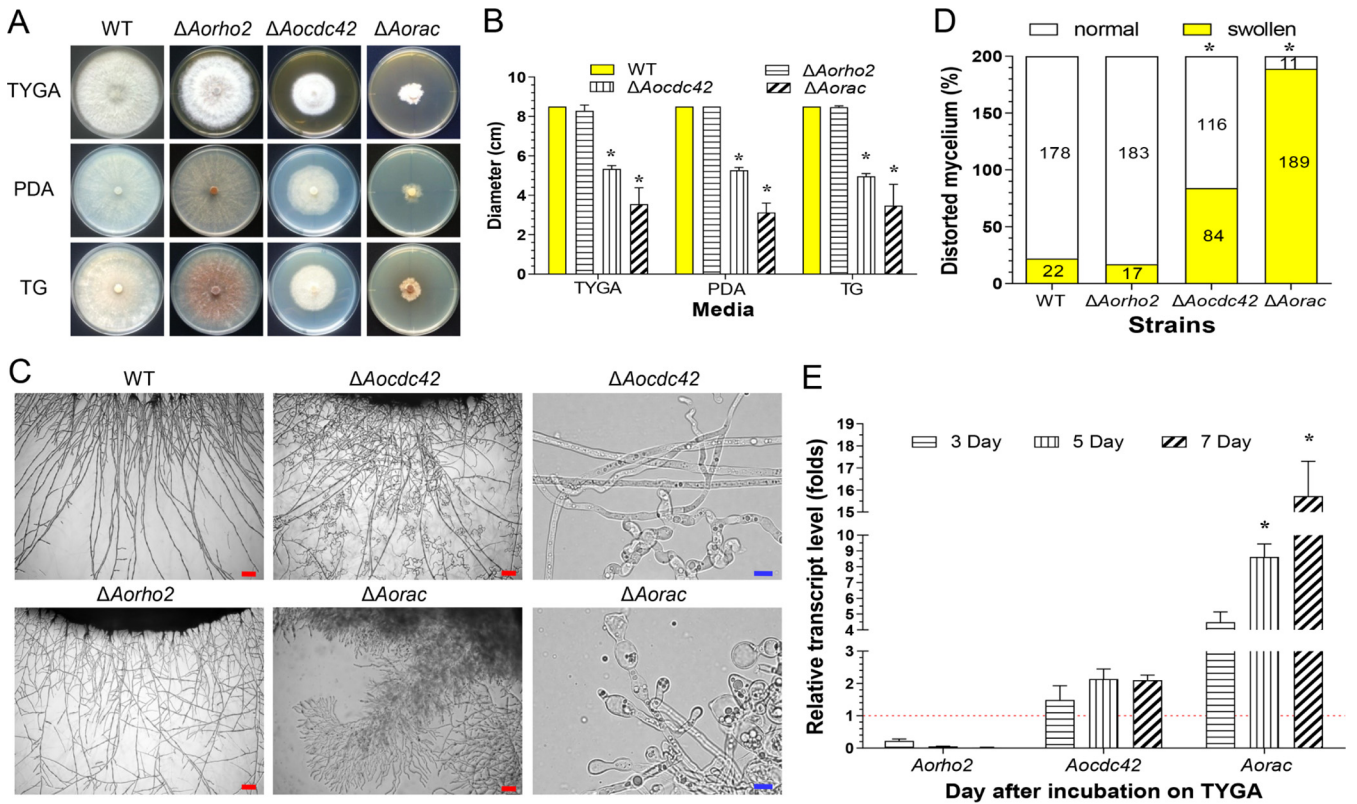 A
WT
ΔAorho2
ΔAocdc42
ΔAorac
TYGA
PDA
TG
B
WT
ΔAorho2
ΔAocdc42
ΔAorac
Diameter (cm)
10
8
6
4
2
0
* * * * * *
TYGA
PDA
TG
Media
D
normal
swollen
Distorted mycelium (%)
200
150
100
50
0
* *
178
183
116
11
22
17
84
189
WT
ΔAorho2
ΔAocdc42
ΔAorac
Strains
C
WT
ΔAocdc42
ΔAocdc42
ΔAorho2
ΔAorac
ΔAorac
E
3 Day
5 Day
7 Day
Relative transcript level (folds)
19
18
17
16
15
10
9
8
7
6
5
4
3
2
1
0
* *
Aorho2
Aocdc42
Aorac
Day after incubation on TYGA